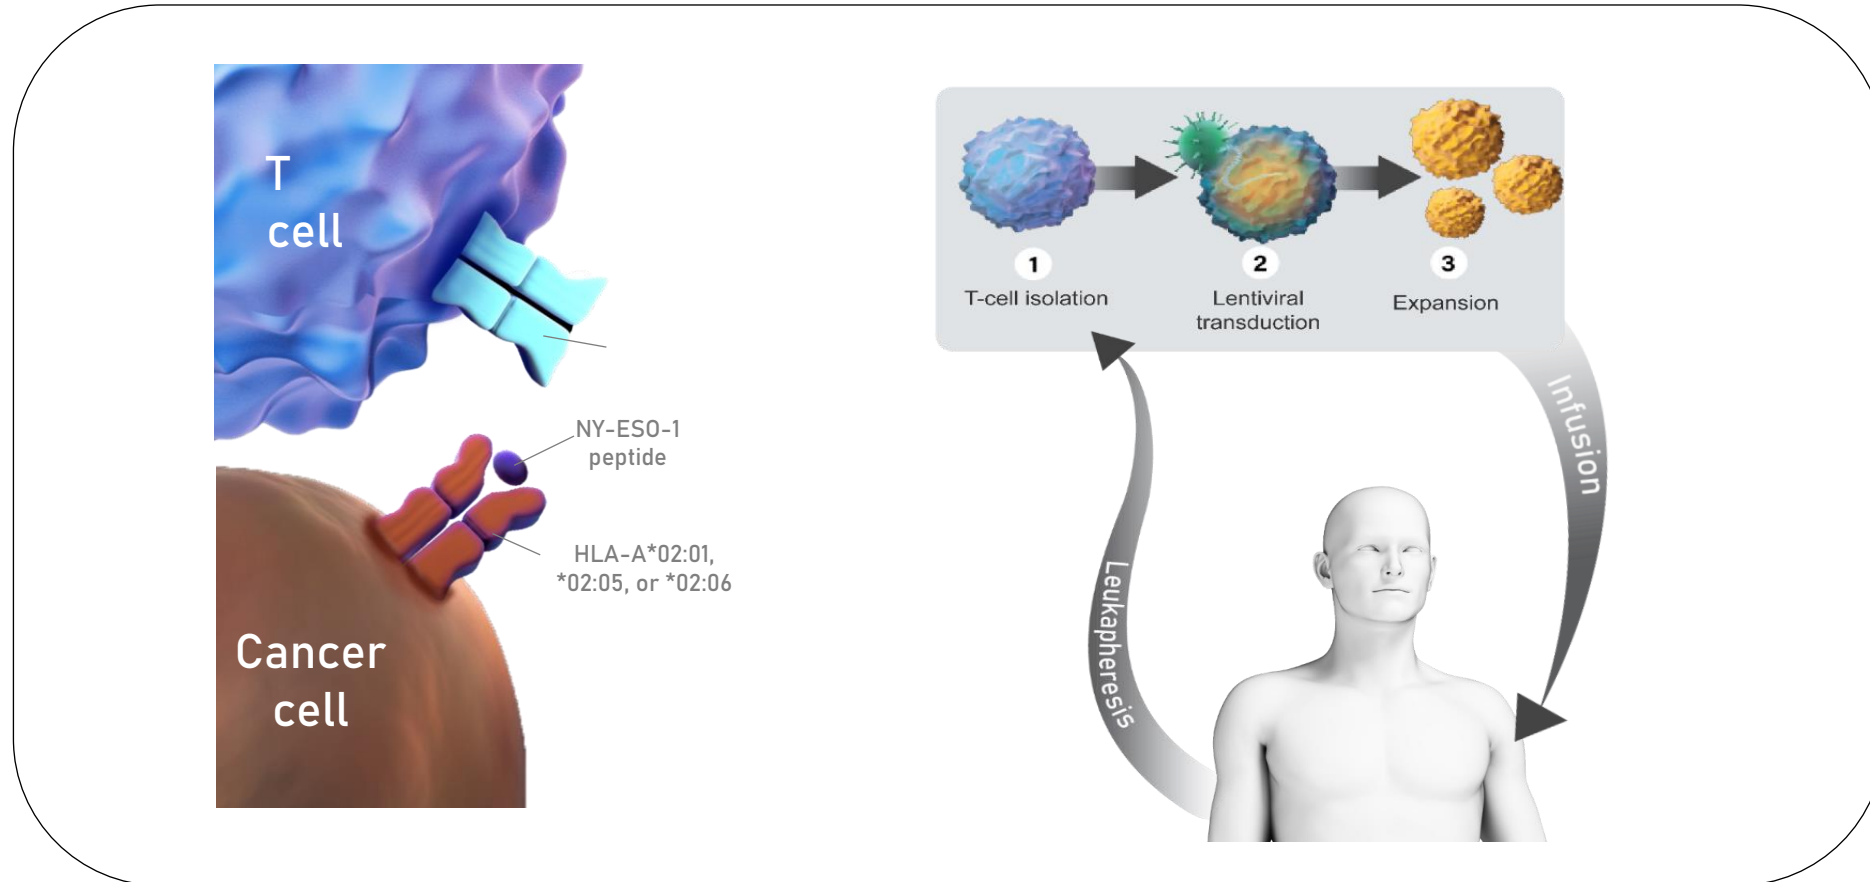 T
cell
NY-ESO-1
peptide
HLA-A*02:01,
*02:05, or *02:06
Cancer
cell
1
T-cell isolation
2
Lentiviral
transduction
3
Expansion
Infusion
Leukapheresis